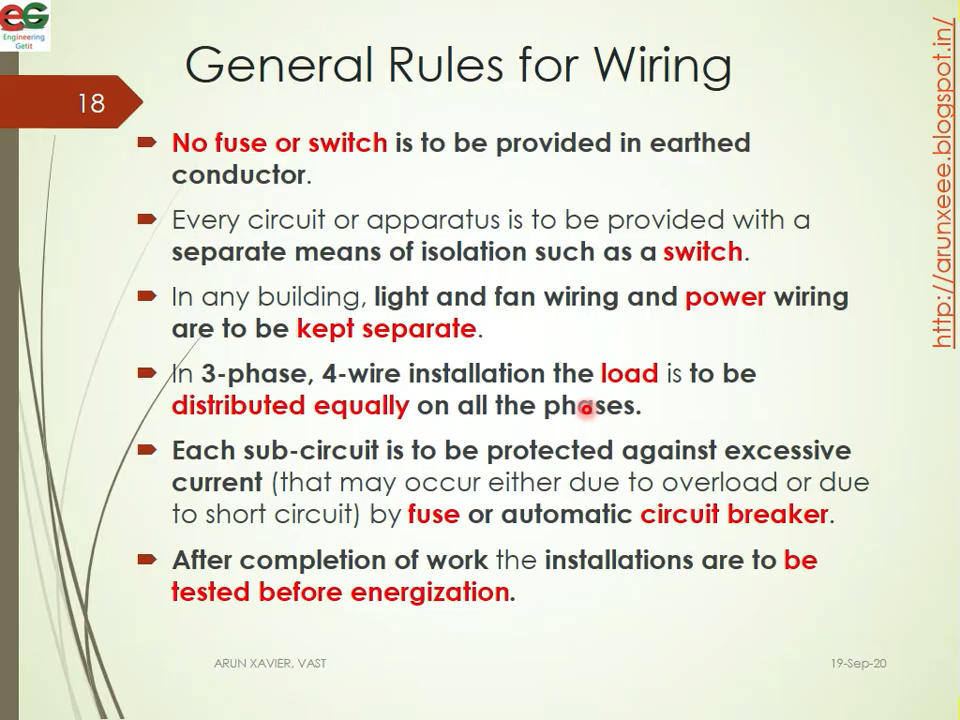 EG
Engineering
Getit
General Rules for Wiring
18
No fuse or switch is to be provided in earthed
conductor.
Every circuit or apparatus is to be provided with a
separate means of isolation such as a switch.
In any building, light and fan wiring and power wiring
are to be kept separate.
In 3-phase, 4-wire installation the load is to be
distributed equally on all the phases.
Each sub-circuit is to be protected against excessive
current (that may occur either due to overload or due
to short circuit) by fuse or automatic circuit breaker.
After completion of work the installations are to be
tested before energization.
ARUN XAVIER, VAST
19-Sep-20
http://arunxeee.blogspot.in/